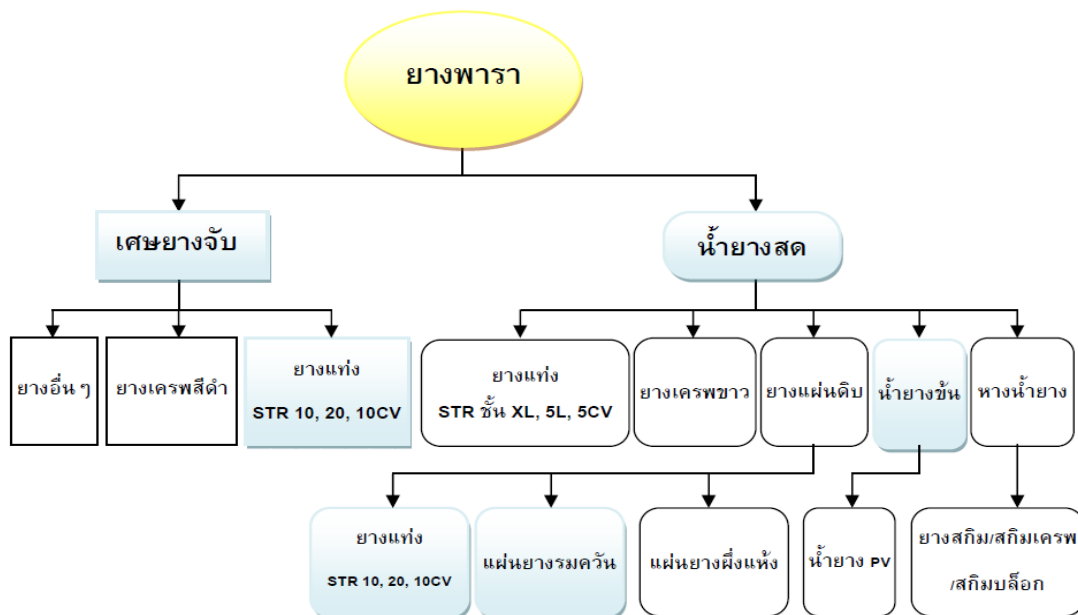 ยางพารา
เศษยางจับ
น้ำยางสด
ยางอื่น ๆ
ยางเครพสีดำ
ยางแท่ง
STR 10, 20, 10CV
ยางแท่ง
STR ชั้น XL, 5L, 5CV
ยางเครพขาว
ยางแผ่นดิบ
น้ำยางข้น
หางน้ำยาง
ยางแท่ง
STR 10, 20, 10CV
แผ่นยางรมควัน
แผ่นยางผึ่งแห้ง
น้ำยาง PV
ยางสกิม/สกิมเครพ
/สกิมบล็อก